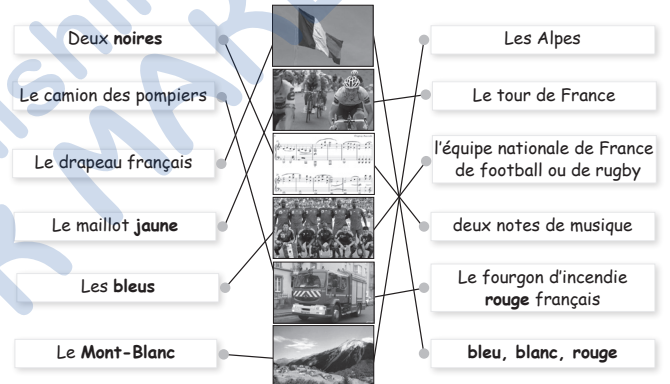 Deux noires
Le camion des pompiers
Le drapeau français
Le maillot jaune
Les bleus
Le Mont-Blanc
Les Alpes
Le tour de France
l'équipe nationale de France
de football ou de rugby
deux notes de musique
Le fourgon d'incendie
rouge français
bleu, blanc, rouge